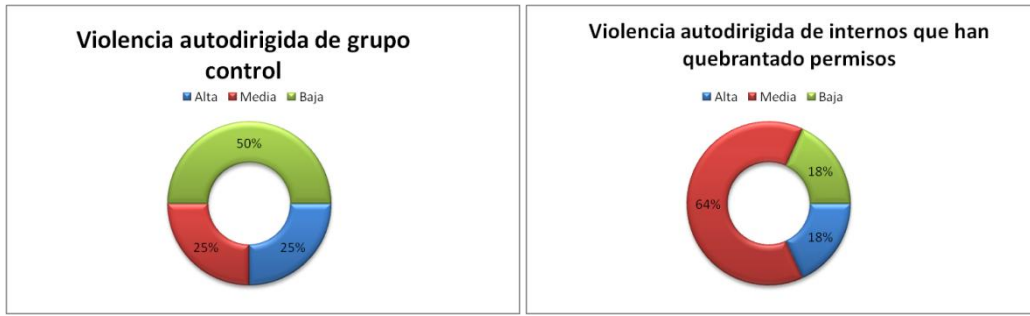 Violencia autodirigida de grupo
control
Alta Media Baja
50%
25%
25%
Violencia autodirigida de internos que han
quebrantado permisos
Alta Media Baja
18%
64%
18%